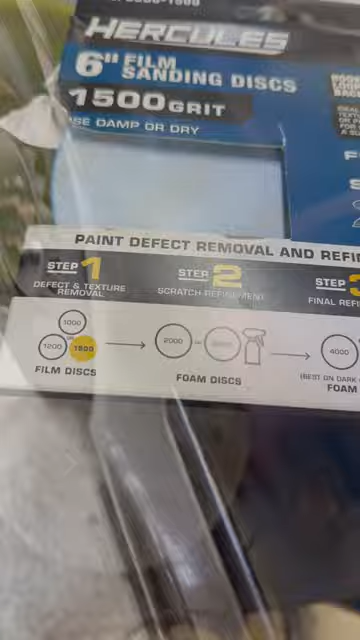 HERCULES
6" FILM
SANDING DISCS
1500 GRIT
USE DAMP OR DRY
PAINT DEFECT REMOVAL AND REFI
STEP 1
DEFECT & TEXTURE
REMOVAL
1000
1200 OR 1500
FILM DISCS
STEP 2
SCRATCH REFINEMENT
2000
FOAM DISCS
STEP 3
FINAL REFI
4000
(BEST ON DARK
FOAM